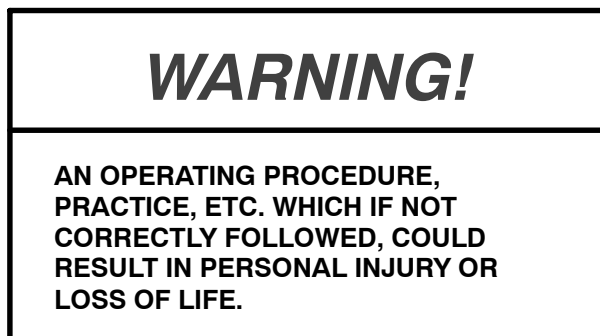 WARNING!
AN OPERATING PROCEDURE,
PRACTICE, ETC. WHICH IF NOT
CORRECTLY FOLLOWED, COULD
RESULT IN PERSONAL INJURY OR
LOSS OF LIFE.